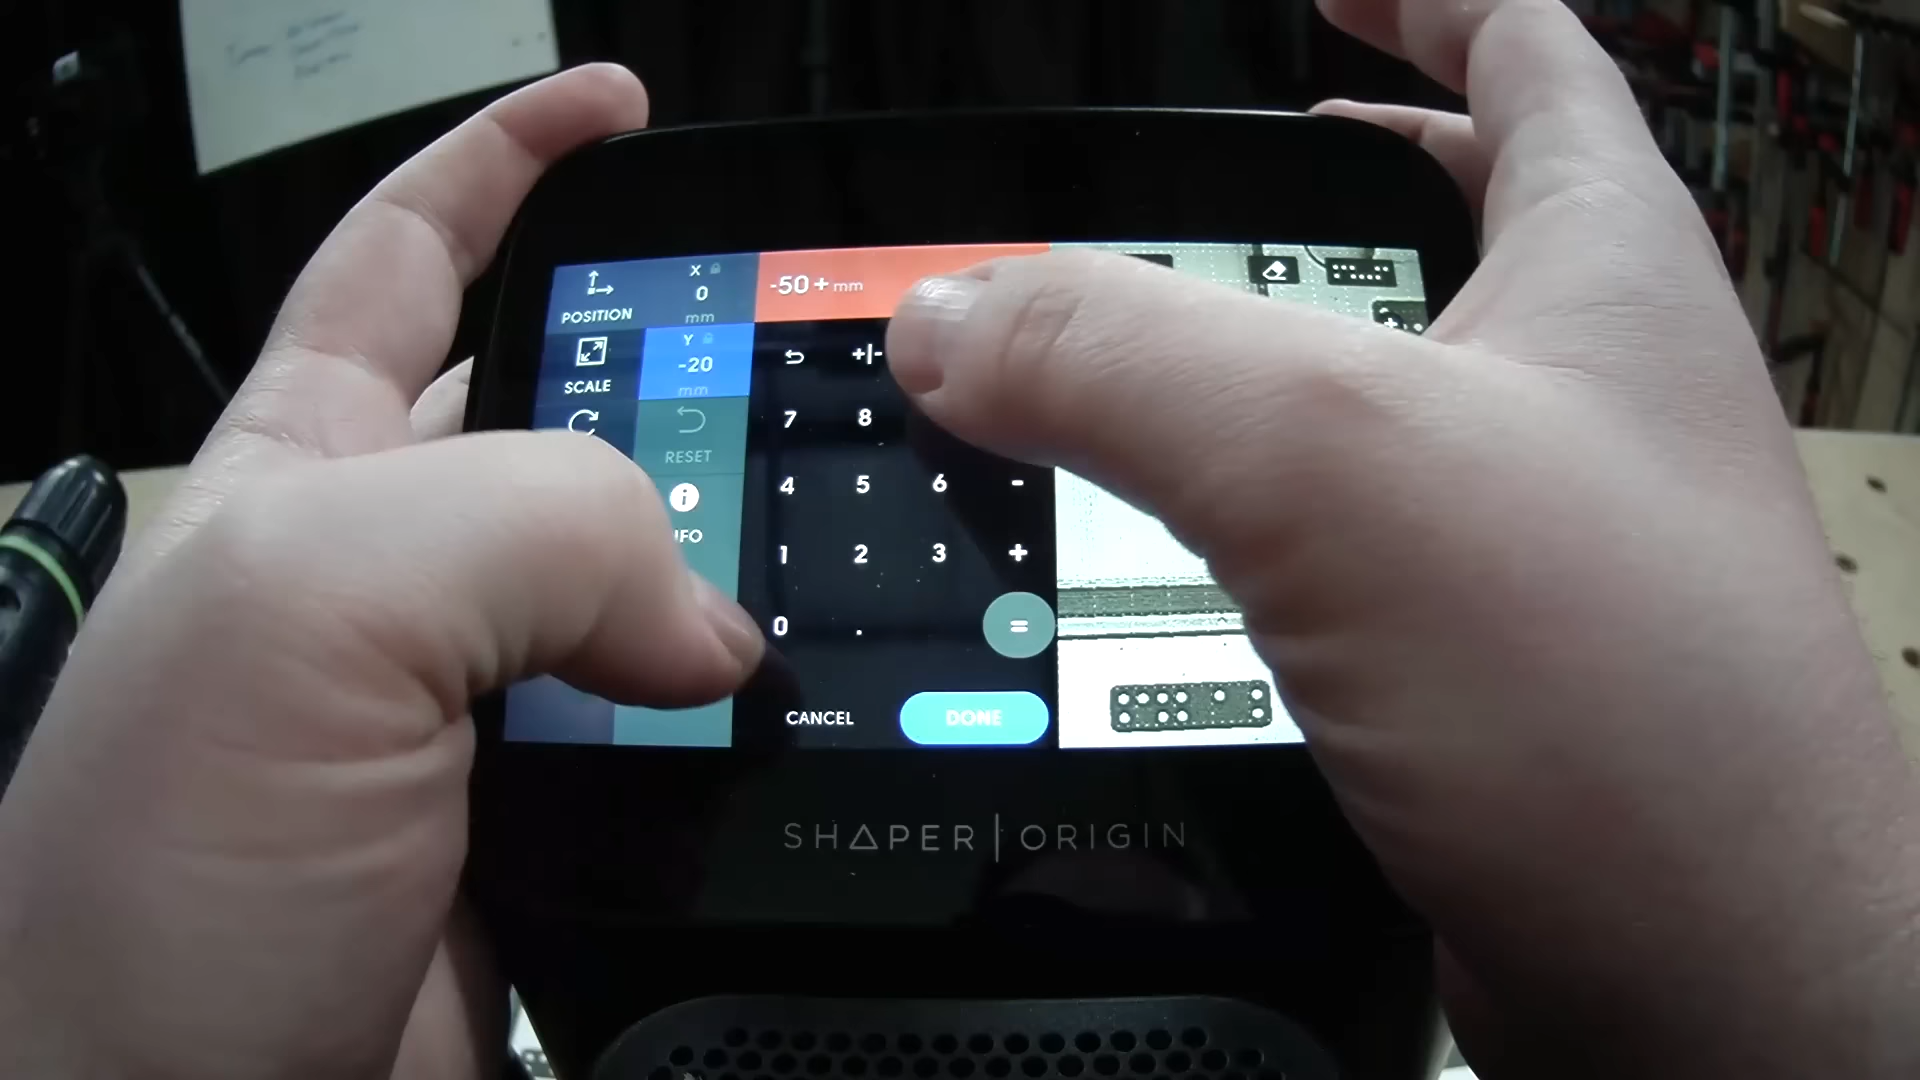 X
0
mm
POSITION
-50 + mm
Y
-20
mm
SCALE
+|-
RESET
7 8
4 5 6 -
INFO
1 2 3 +
0 . =
CANCEL DONE
SHAPER | ORIGIN